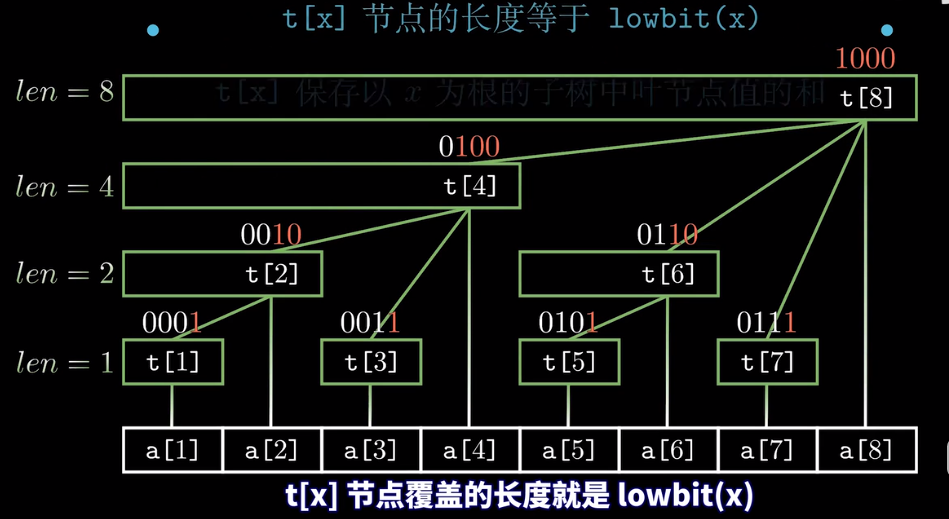 t[x] 节点的长度等于 lowbit(x)
1000
len = 8
t[x] 保存以 x 为根的子树中叶节点值的和
t[8]
0100
len = 4
t[4]
0010 0110
len = 2
t[2] t[6]
0001 0011 0101 0111
len = 1
t[1] t[3] t[5] t[7]
a[1] a[2] a[3] a[4] a[5] a[6] a[7] a[8]
t[x] 节点覆盖的长度就是 lowbit(x)